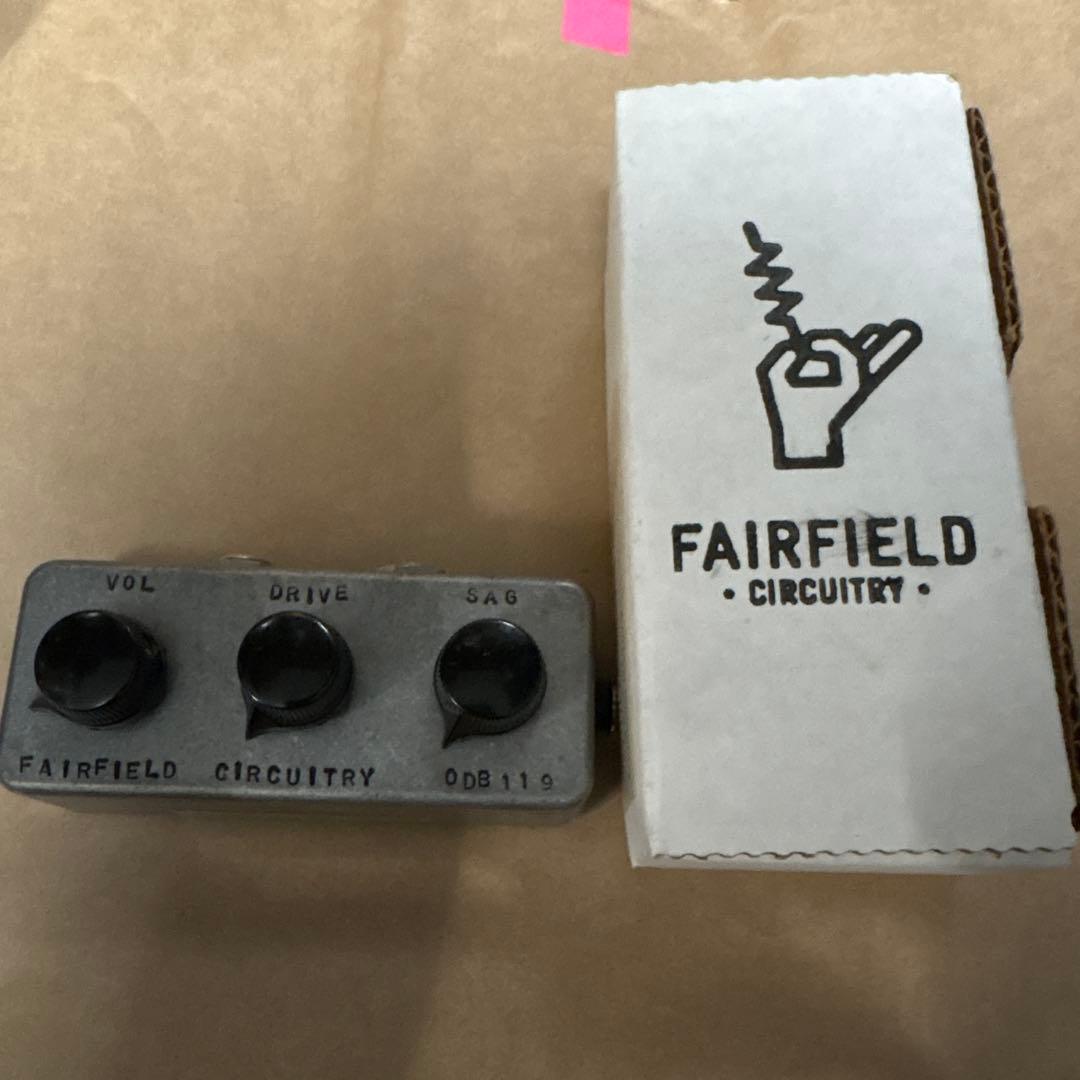 VOL DRIVE SAG
FAIRFIELD CIRCUITRY ODB119
FAIRFIELD
• CIRCUITRY •